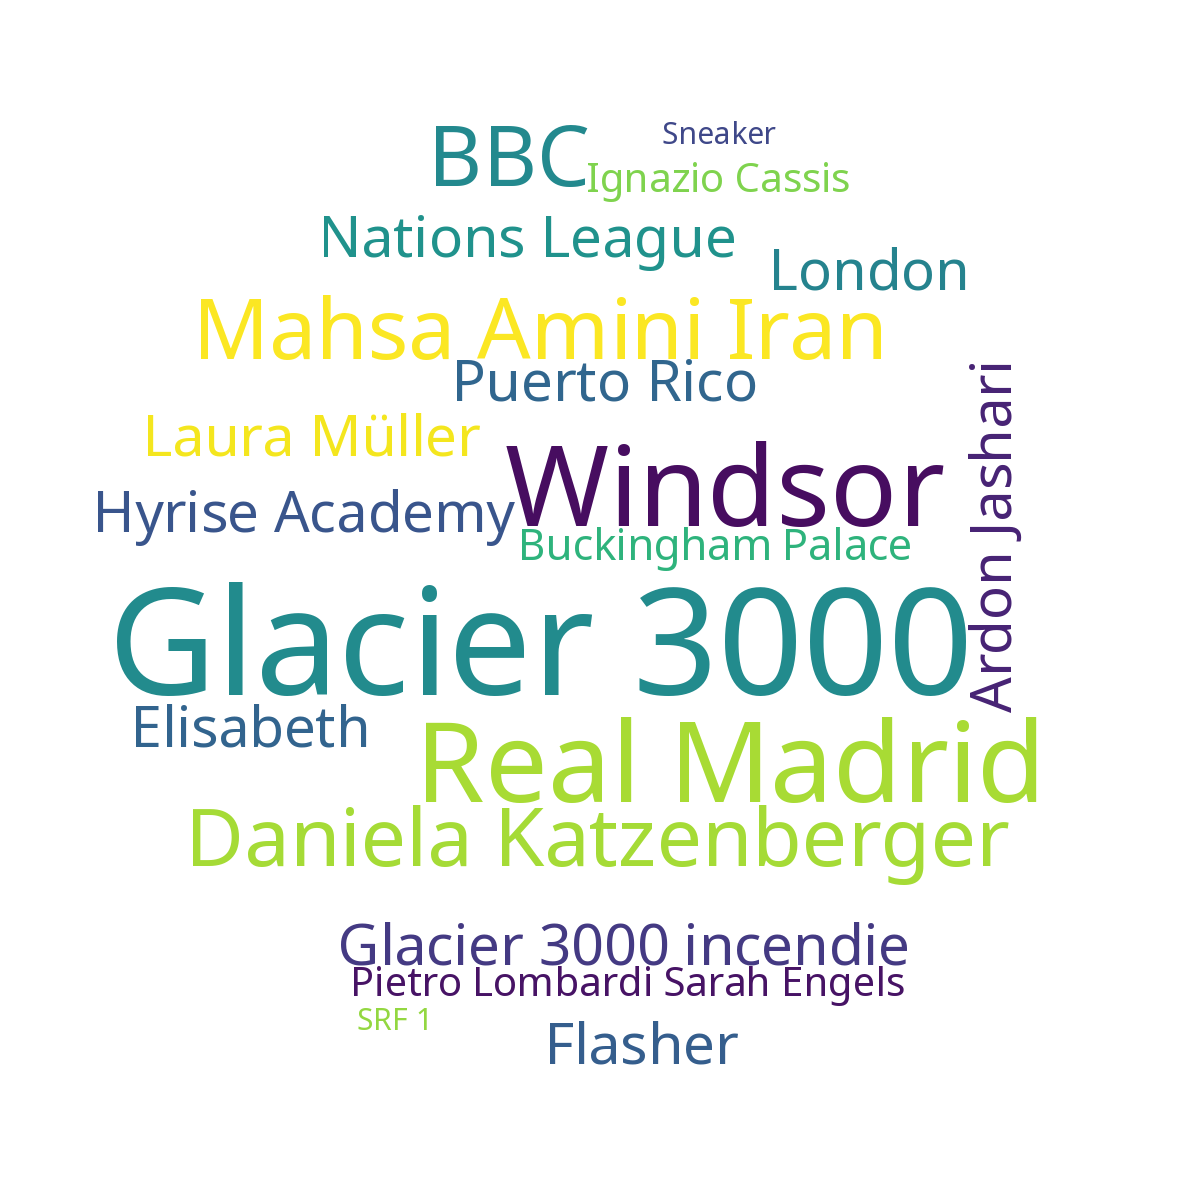 BBC
Sneaker
Ignazio Cassis
Nations League
London
Mahsa Amini Iran
Puerto Rico
Ardon Jashari
Laura Müller
Windsor
Hyrise Academy
Buckingham Palace
Glacier 3000
Elisabeth
Real Madrid
Daniela Katzenberger
Glacier 3000 incendie
Pietro Lombardi Sarah Engels
SRF 1
Flasher